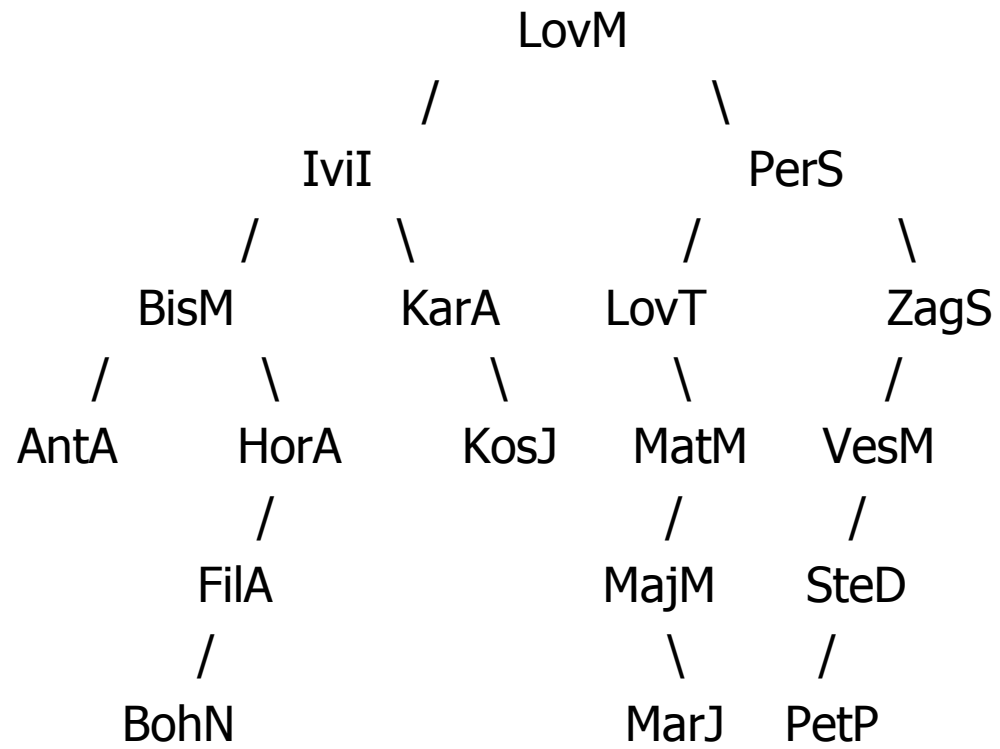 LovM
/ \
IviI PerS
/ \ / \
BisM KarA LovT ZagS
/ \ \ \ /
AntA HorA KosJ MatM VesM
/ / /
FilA MajM SteD
/ \ /
BohN MarJ PetP